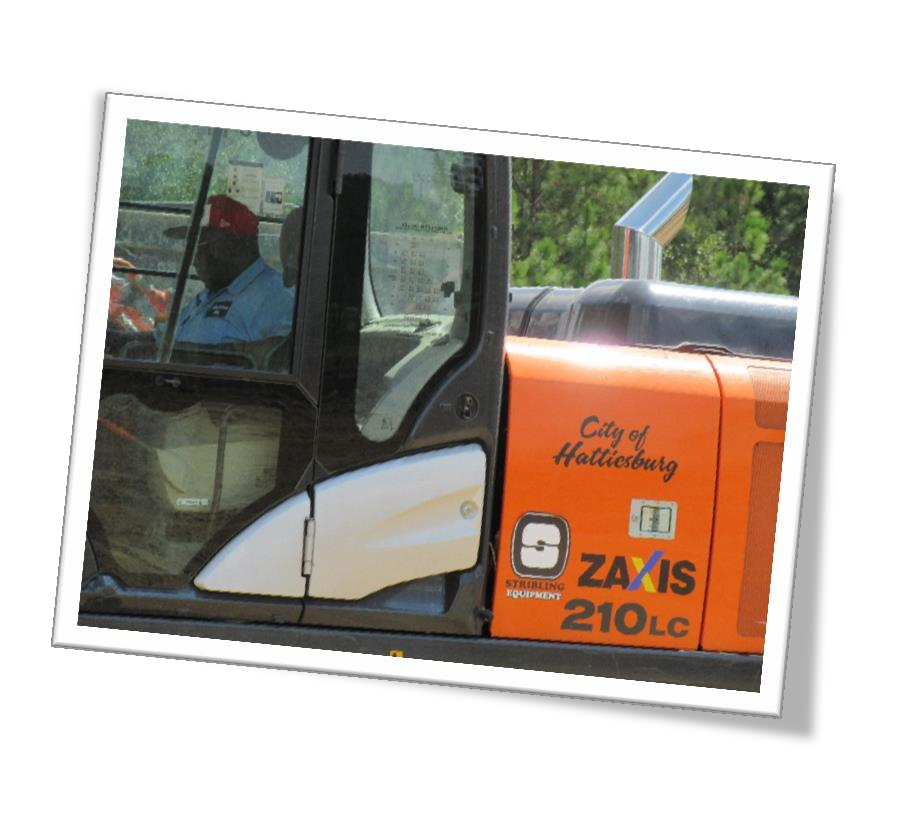 City of
Hattiesburg
STRIBLING
EQUIPMENT
ZAXIS
210LC